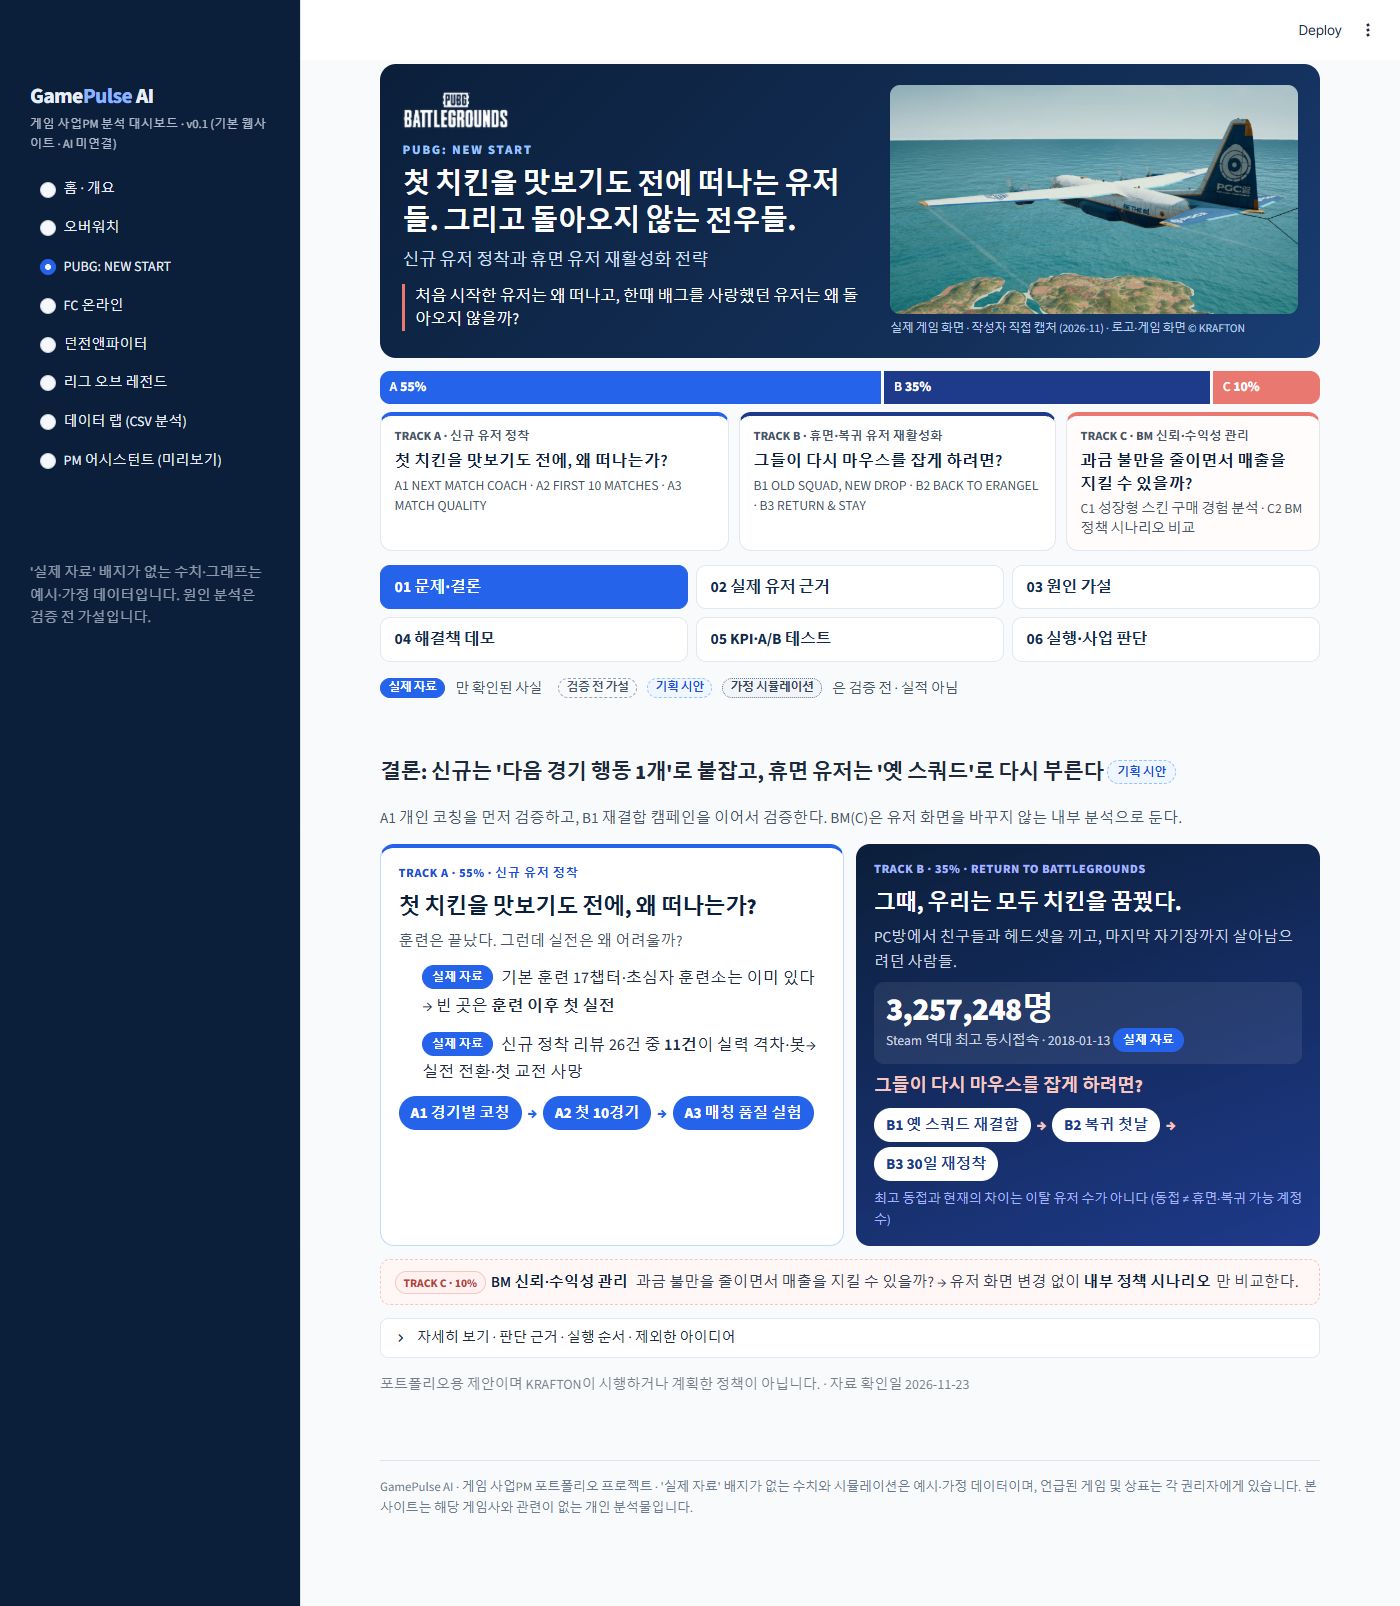 Deploy
GamePulse AI
게임 사업PM 분석 대시보드 · v0.1 (기본 웹사
이트 · AI 미연결)
홈 · 개요
오버워치
PUBG: NEW START
FC 온라인
던전앤파이터
리그 오브 레전드
데이터 랩 (CSV 분석)
PM 어시스턴트 (미리보기)
'실제 자료' 배지가 없는 수치·그래프는
예시·가정 데이터입니다. 원인 분석은
검증 전 가설입니다.
PUBG
BATTLEGROUNDS
PUBG: NEW START
첫 치킨을 맛보기도 전에 떠나는 유저
들. 그리고 돌아오지 않는 전우들.
신규 유저 정착과 휴면 유저 재활성화 전략
처음 시작한 유저는 왜 떠나고, 한때 배그를 사랑했던 유저는 왜 돌
아오지 않을까?
PGC
실제 게임 화면 · 작성자 직접 캡처 (2026-11) · 로고·게임 화면 © KRAFTON
A 55%
B 35%
C 10%
TRACK A · 신규 유저 정착
첫 치킨을 맛보기도 전에, 왜 떠나는가?
A1 NEXT MATCH COACH · A2 FIRST 10 MATCHES · A3
MATCH QUALITY
TRACK B · 휴면·복귀 유저 재활성화
그들이 다시 마우스를 잡게 하려면?
B1 OLD SQUAD, NEW DROP · B2 BACK TO ERANGEL
· B3 RETURN & STAY
TRACK C · BM 신뢰·수익성 관리
과금 불만을 줄이면서 매출을
지킬 수 있을까?
C1 성장형 스킨 구매 경험 분석 · C2 BM
정책 시나리오 비교
01 문제·결론
02 실제 유저 근거
03 원인 가설
04 해결책 데모
05 KPI·A/B 테스트
06 실행·사업 판단
실제 자료 만 확인된 사실 검증 전 가설 기획 시안 가정 시뮬레이션 은 검증 전 · 실적 아님
결론: 신규는 '다음 경기 행동 1개'로 붙잡고, 휴면 유저는 '옛 스쿼드'로 다시 부른다 기획 시안
A1 개인 코칭을 먼저 검증하고, B1 재결합 캠페인을 이어서 검증한다. BM(C)은 유저 화면을 바꾸지 않는 내부 분석으로 둔다.
TRACK A · 55% · 신규 유저 정착
첫 치킨을 맛보기도 전에, 왜 떠나는가?
훈련은 끝났다. 그런데 실전은 왜 어려울까?
실제 자료 기본 훈련 17챕터·초심자 훈련소는 이미 있다
→ 빈 곳은 훈련 이후 첫 실전
실제 자료 신규 정착 리뷰 26건 중 11건이 실력 격차·봇→
실전 전환·첫 교전 사망
A1 경기별 코칭 → A2 첫 10경기 → A3 매칭 품질 실험
TRACK B · 35% · RETURN TO BATTLEGROUNDS
그때, 우리는 모두 치킨을 꿈꿨다.
PC방에서 친구들과 헤드셋을 끼고, 마지막 자기장까지 살아남으
려던 사람들.
3,257,248명
Steam 역대 최고 동시접속 · 2018-01-13 실제 자료
그들이 다시 마우스를 잡게 하려면?
B1 옛 스쿼드 재결합 → B2 복귀 첫날 →
B3 30일 재정착
최고 동접과 현재의 차이는 이탈 유저 수가 아니다 (동접 ≠ 휴면·복귀 가능 계정
수)
TRACK C · 10% BM 신뢰·수익성 관리 과금 불만을 줄이면서 매출을 지킬 수 있을까? → 유저 화면 변경 없이 내부 정책 시나리오 만 비교한다.
자세히 보기 · 판단 근거 · 실행 순서 · 제외한 아이디어
포트폴리오용 제안이며 KRAFTON이 시행하거나 계획한 정책이 아닙니다. · 자료 확인일 2026-11-23
GamePulse AI · 게임 사업PM 포트폴리오 프로젝트 · '실제 자료' 배지가 없는 수치와 시뮬레이션은 예시·가정 데이터이며, 언급된 게임 및 상표는 각 권리자에게 있습니다. 본
사이트는 해당 게임사와 관련이 없는 개인 분석물입니다.